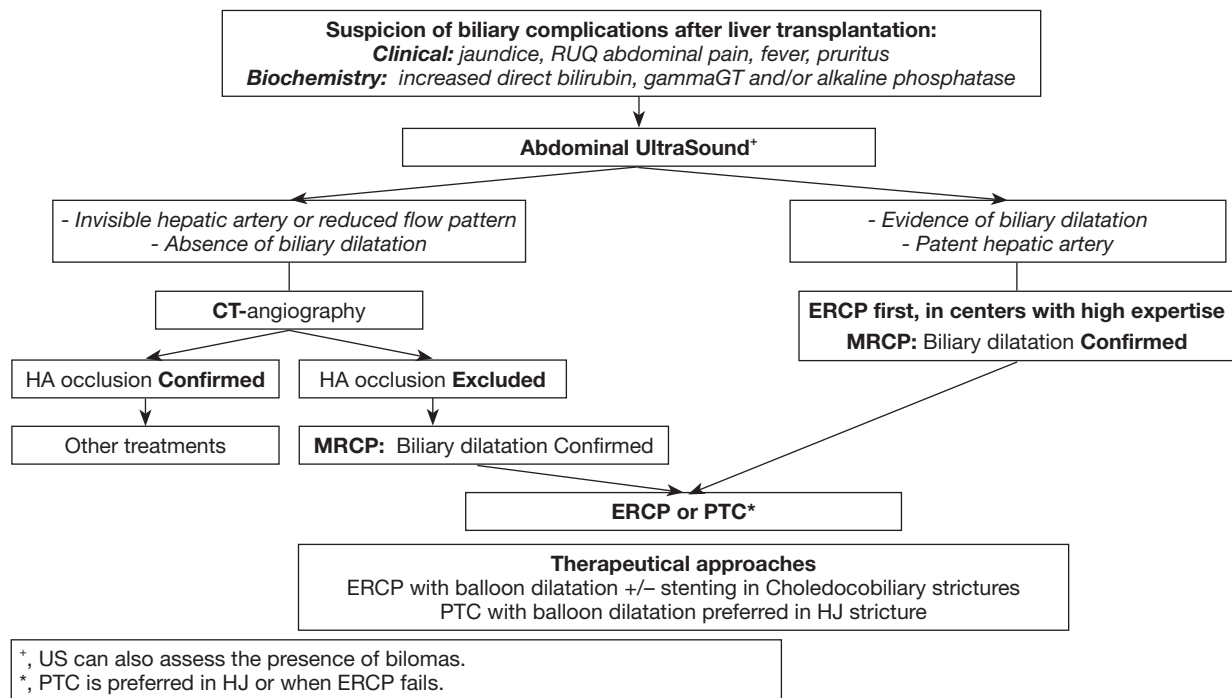 Suspicion of biliary complications after liver transplantation:
Clinical: jaundice, RUQ abdominal pain, fever, pruritus
Biochemistry: increased direct bilirubin, gammaGT and/or alkaline phosphatase
Abdominal UltraSound+
- Invisible hepatic artery or reduced flow pattern
- Absence of biliary dilatation
- Evidence of biliary dilatation
- Patent hepatic artery
CT-angiography
ERCP first, in centers with high expertise
MRCP: Biliary dilatation Confirmed
HA occlusion Confirmed
HA occlusion Excluded
Other treatments
MRCP: Biliary dilatation Confirmed
ERCP or PTC*
Therapeutical approaches
ERCP with balloon dilatation +/– stenting in Choledocobiliary strictures
PTC with balloon dilatation preferred in HJ stricture
+, US can also assess the presence of bilomas.
*, PTC is preferred in HJ or when ERCP fails.